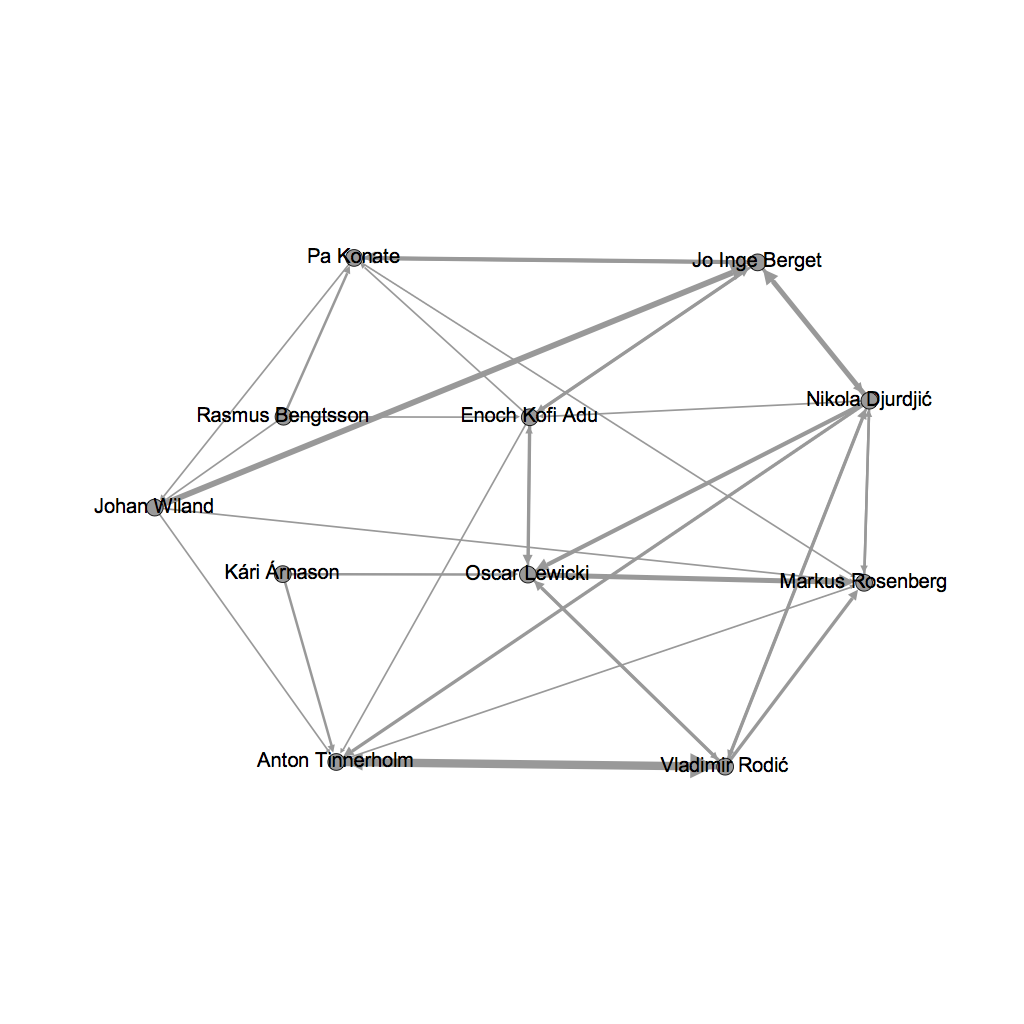 Pa Konate
Jo Inge Berget
Nikola Djurdjić
Rasmus Bengtsson
Enoch Kofi Adu
Johan Wiland
Kári Árnason
Oscar Lewicki
Markus Rosenberg
Anton Tinnerholm
Vladimir Rodić